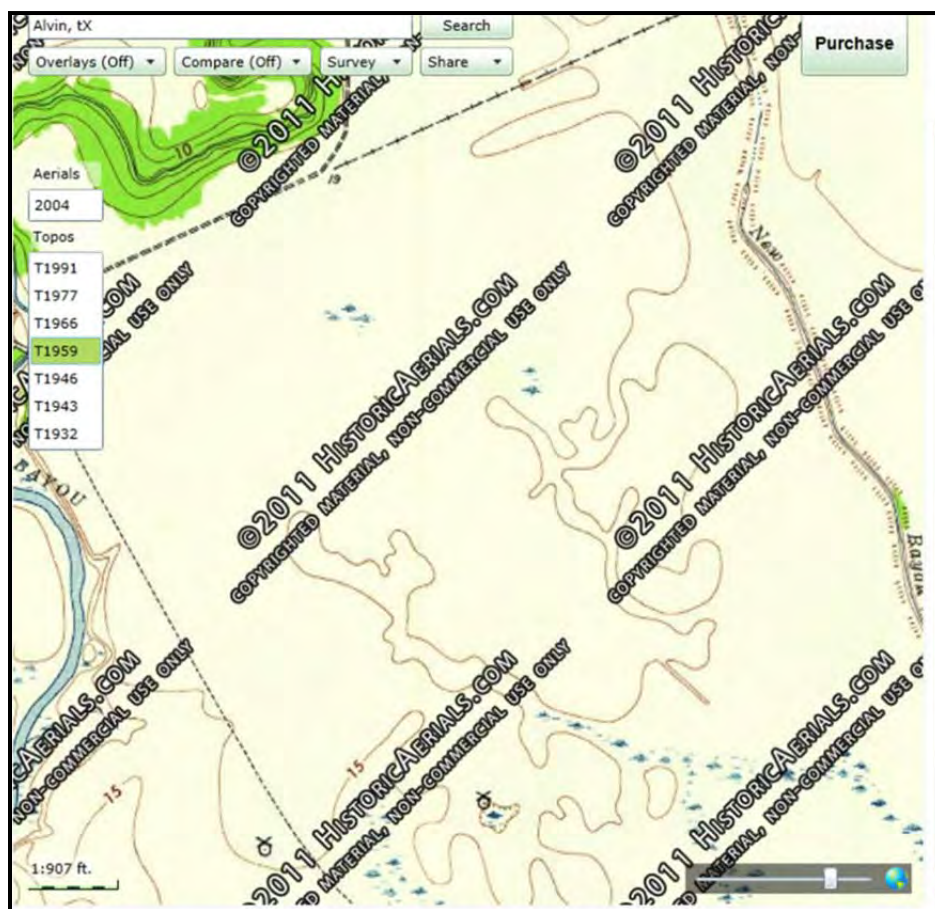 Alvin, tX
Search
Purchase
Overlays (Off)
Compare (Off)
Survey
Share
Aerials
2004
Topos
T1991
T1977
T1966
T1959
T1946
T1943
T1932
10
19
New
Bayou
BAYOU
15
15
©2011 HISTORICAERIALS.COM
COPYRIGHTED MATERIAL, NON-COMMERCIAL USE ONLY
1:907 ft.